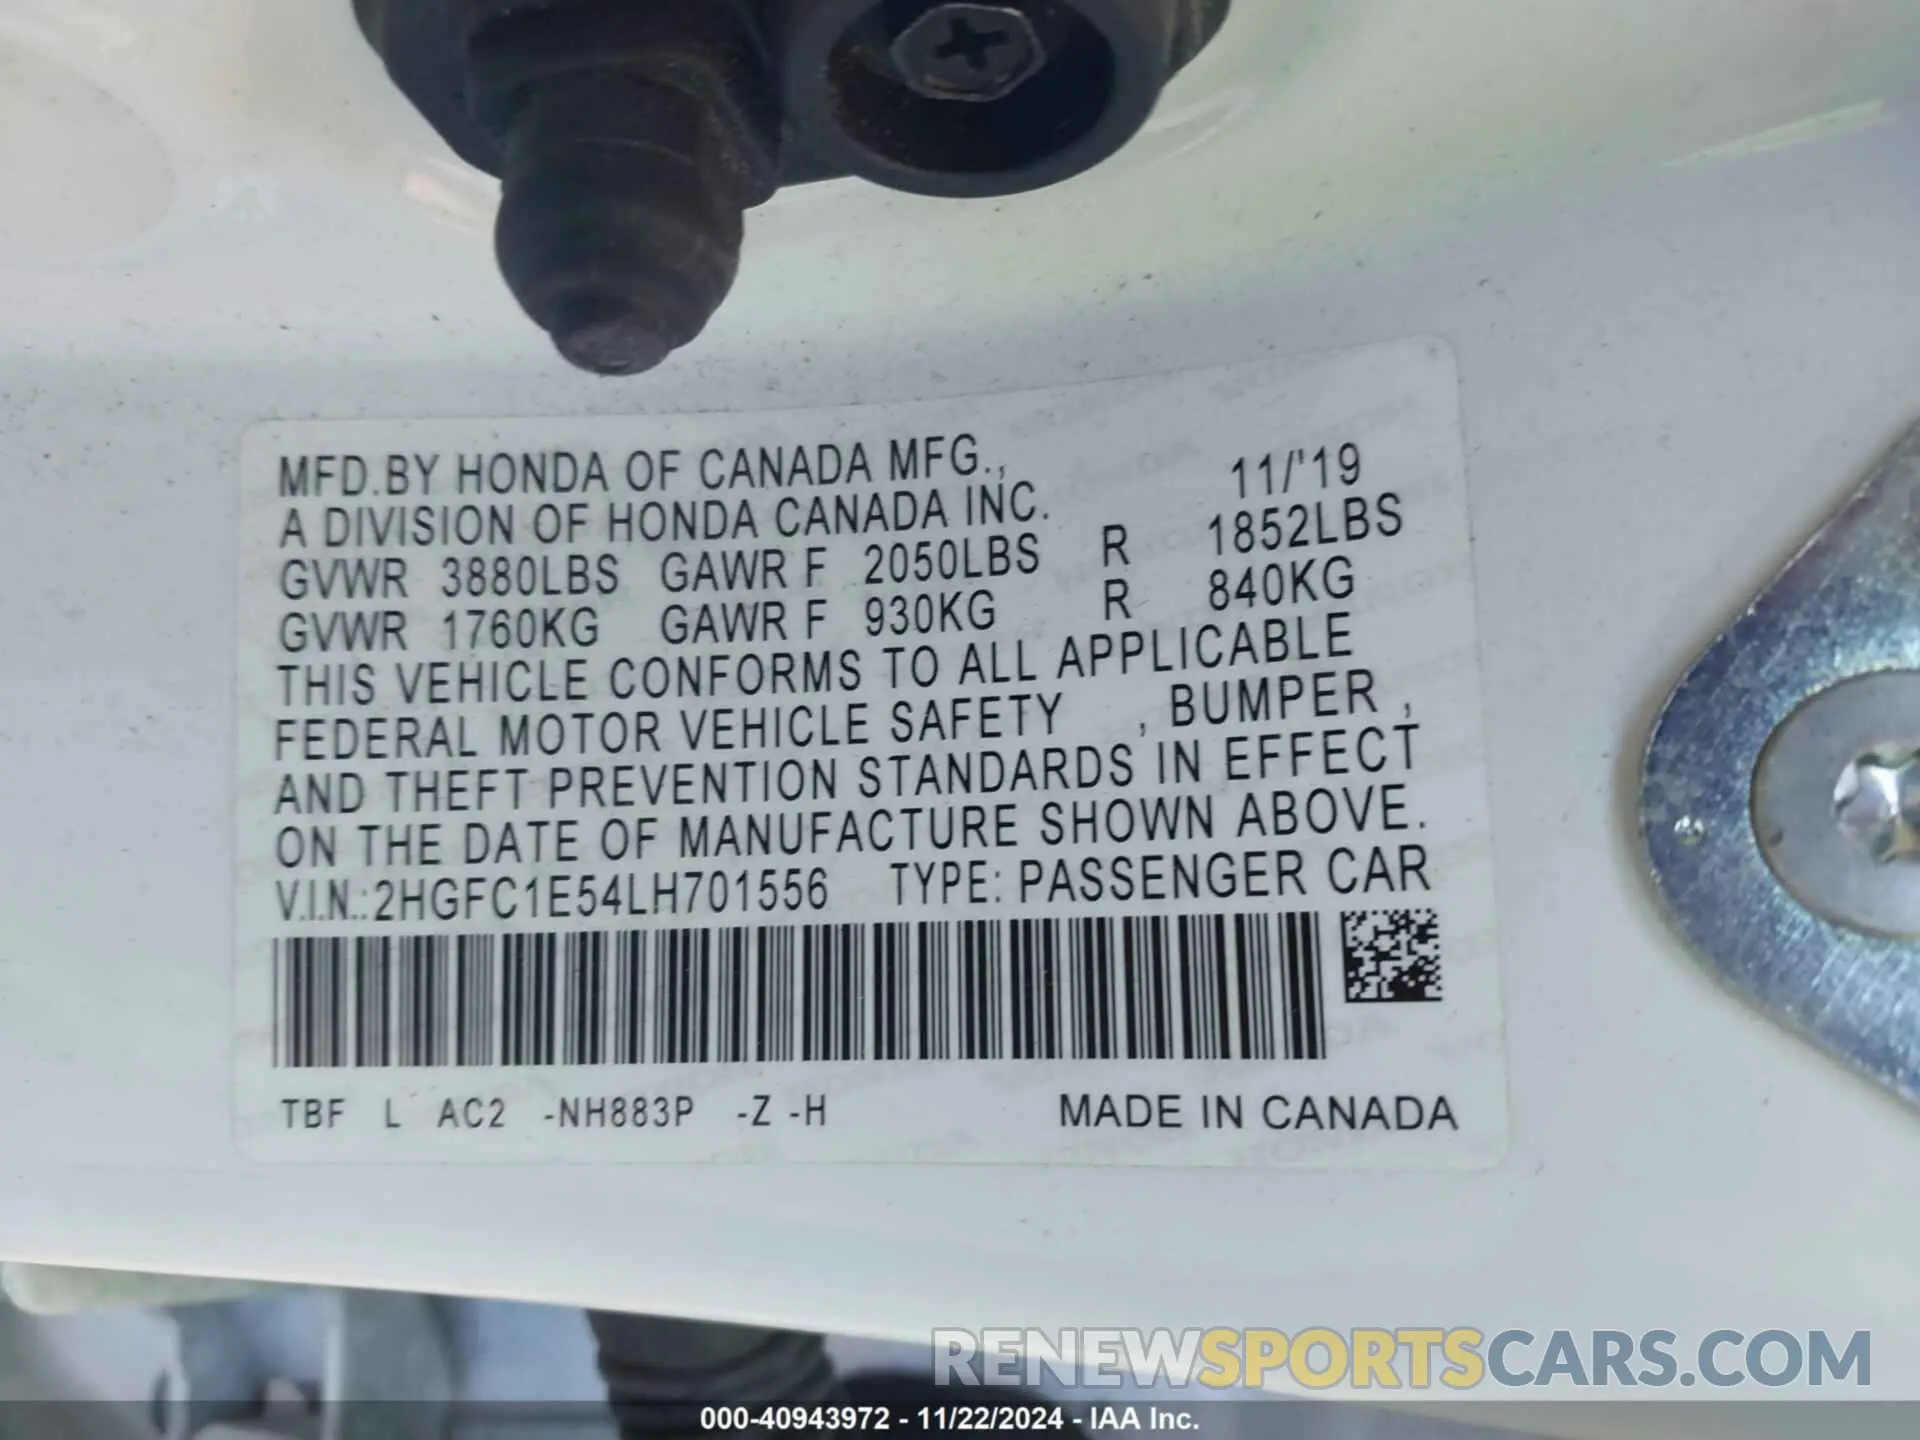 MFD.BY HONDA OF CANADA MFG., 11/'19
A DIVISION OF HONDA CANADA INC.
GVWR 3880LBS GAWR F 2050LBS R 1852LBS
GVWR 1760KG GAWR F 930KG R 840KG
THIS VEHICLE CONFORMS TO ALL APPLICABLE
FEDERAL MOTOR VEHICLE SAFETY , BUMPER ,
AND THEFT PREVENTION STANDARDS IN EFFECT
ON THE DATE OF MANUFACTURE SHOWN ABOVE.
V.I.N.:2HGFC1E54LH701556 TYPE: PASSENGER CAR
TBF L AC2 -NH883P -Z -H MADE IN CANADA
RENEWSPORTSCARS.COM
000-40943972 - 11/22/2024 - IAA Inc.